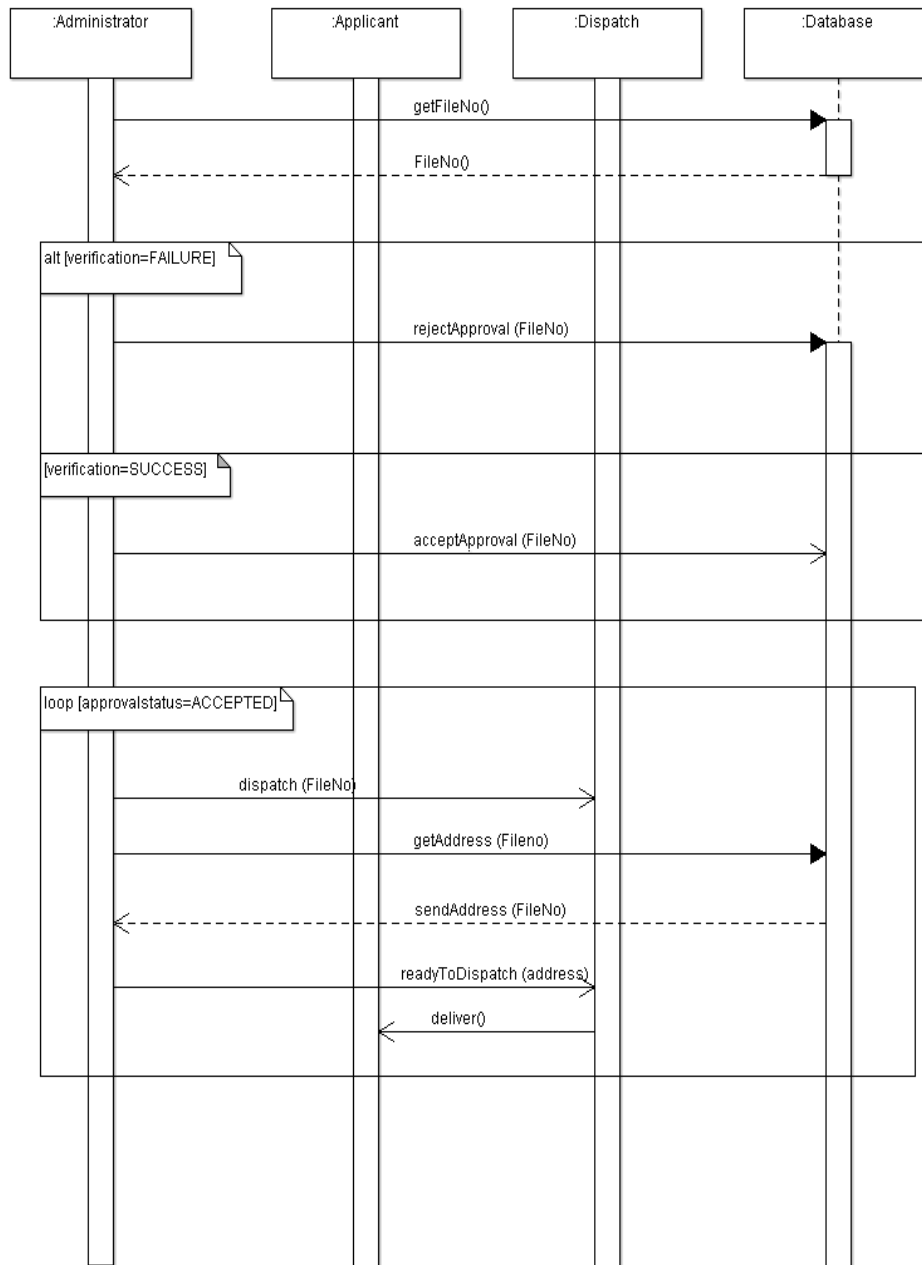 :Administrator
:Applicant
:Dispatch
:Database
getFileNo()
FileNo()
alt [verification=FAILURE]
rejectApproval (FileNo)
[verification=SUCCESS]
acceptApproval (FileNo)
loop [approvalstatus=ACCEPTED]
dispatch (FileNo)
getAddress (Fileno)
sendAddress (FileNo)
readyToDispatch (address)
deliver()